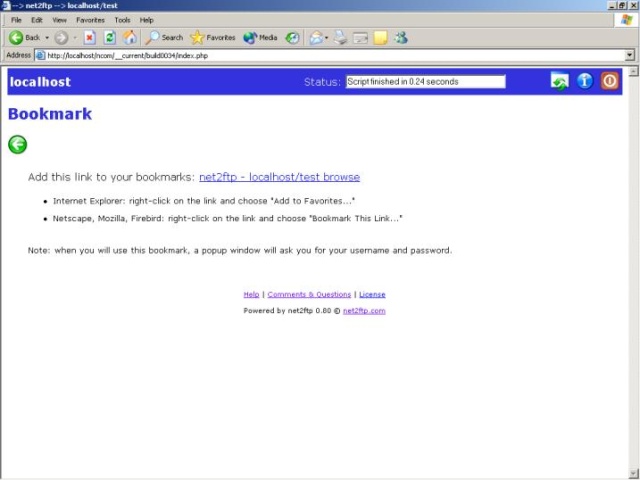 --> net2ftp --> localhost/test
File Edit View Favorites Tools Help
Back Search Favorites Media
Address http://localhost/ncom/__current/build0034/index.php
localhost Status: Script finished in 0.24 seconds
Bookmark
Add this link to your bookmarks: net2ftp - localhost/test browse
• Internet Explorer: right-click on the link and choose "Add to Favorites..."
• Netscape, Mozilla, Firebird: right-click on the link and choose "Bookmark This Link..."
Note: when you will use this bookmark, a popup window will ask you for your username and password.
Help | Comments & Questions | License
Powered by net2ftp 0.80 © net2ftp.com